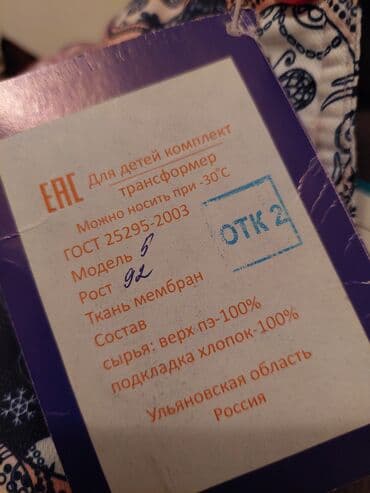 EAC
Для детей комплект
трансформер
Можно носить при -30°С
ГОСТ 25295-2003
Модель 5
Рост 92
Ткань мембран
Состав
сырья: верх пэ-100%
подкладка хлопок-100%
Ульяновская область
Россия
ОТК 2